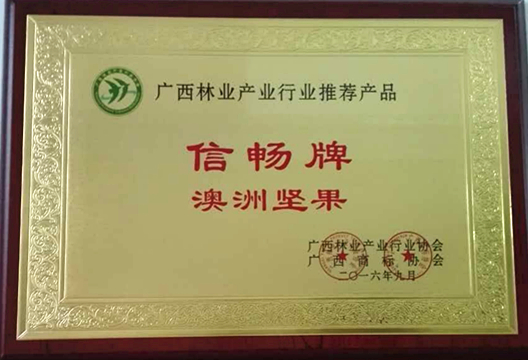 广西林业产业行业推荐产品
信畅牌
澳洲坚果
广西林业产业行业协会
广西商标协会
二〇一六年九月